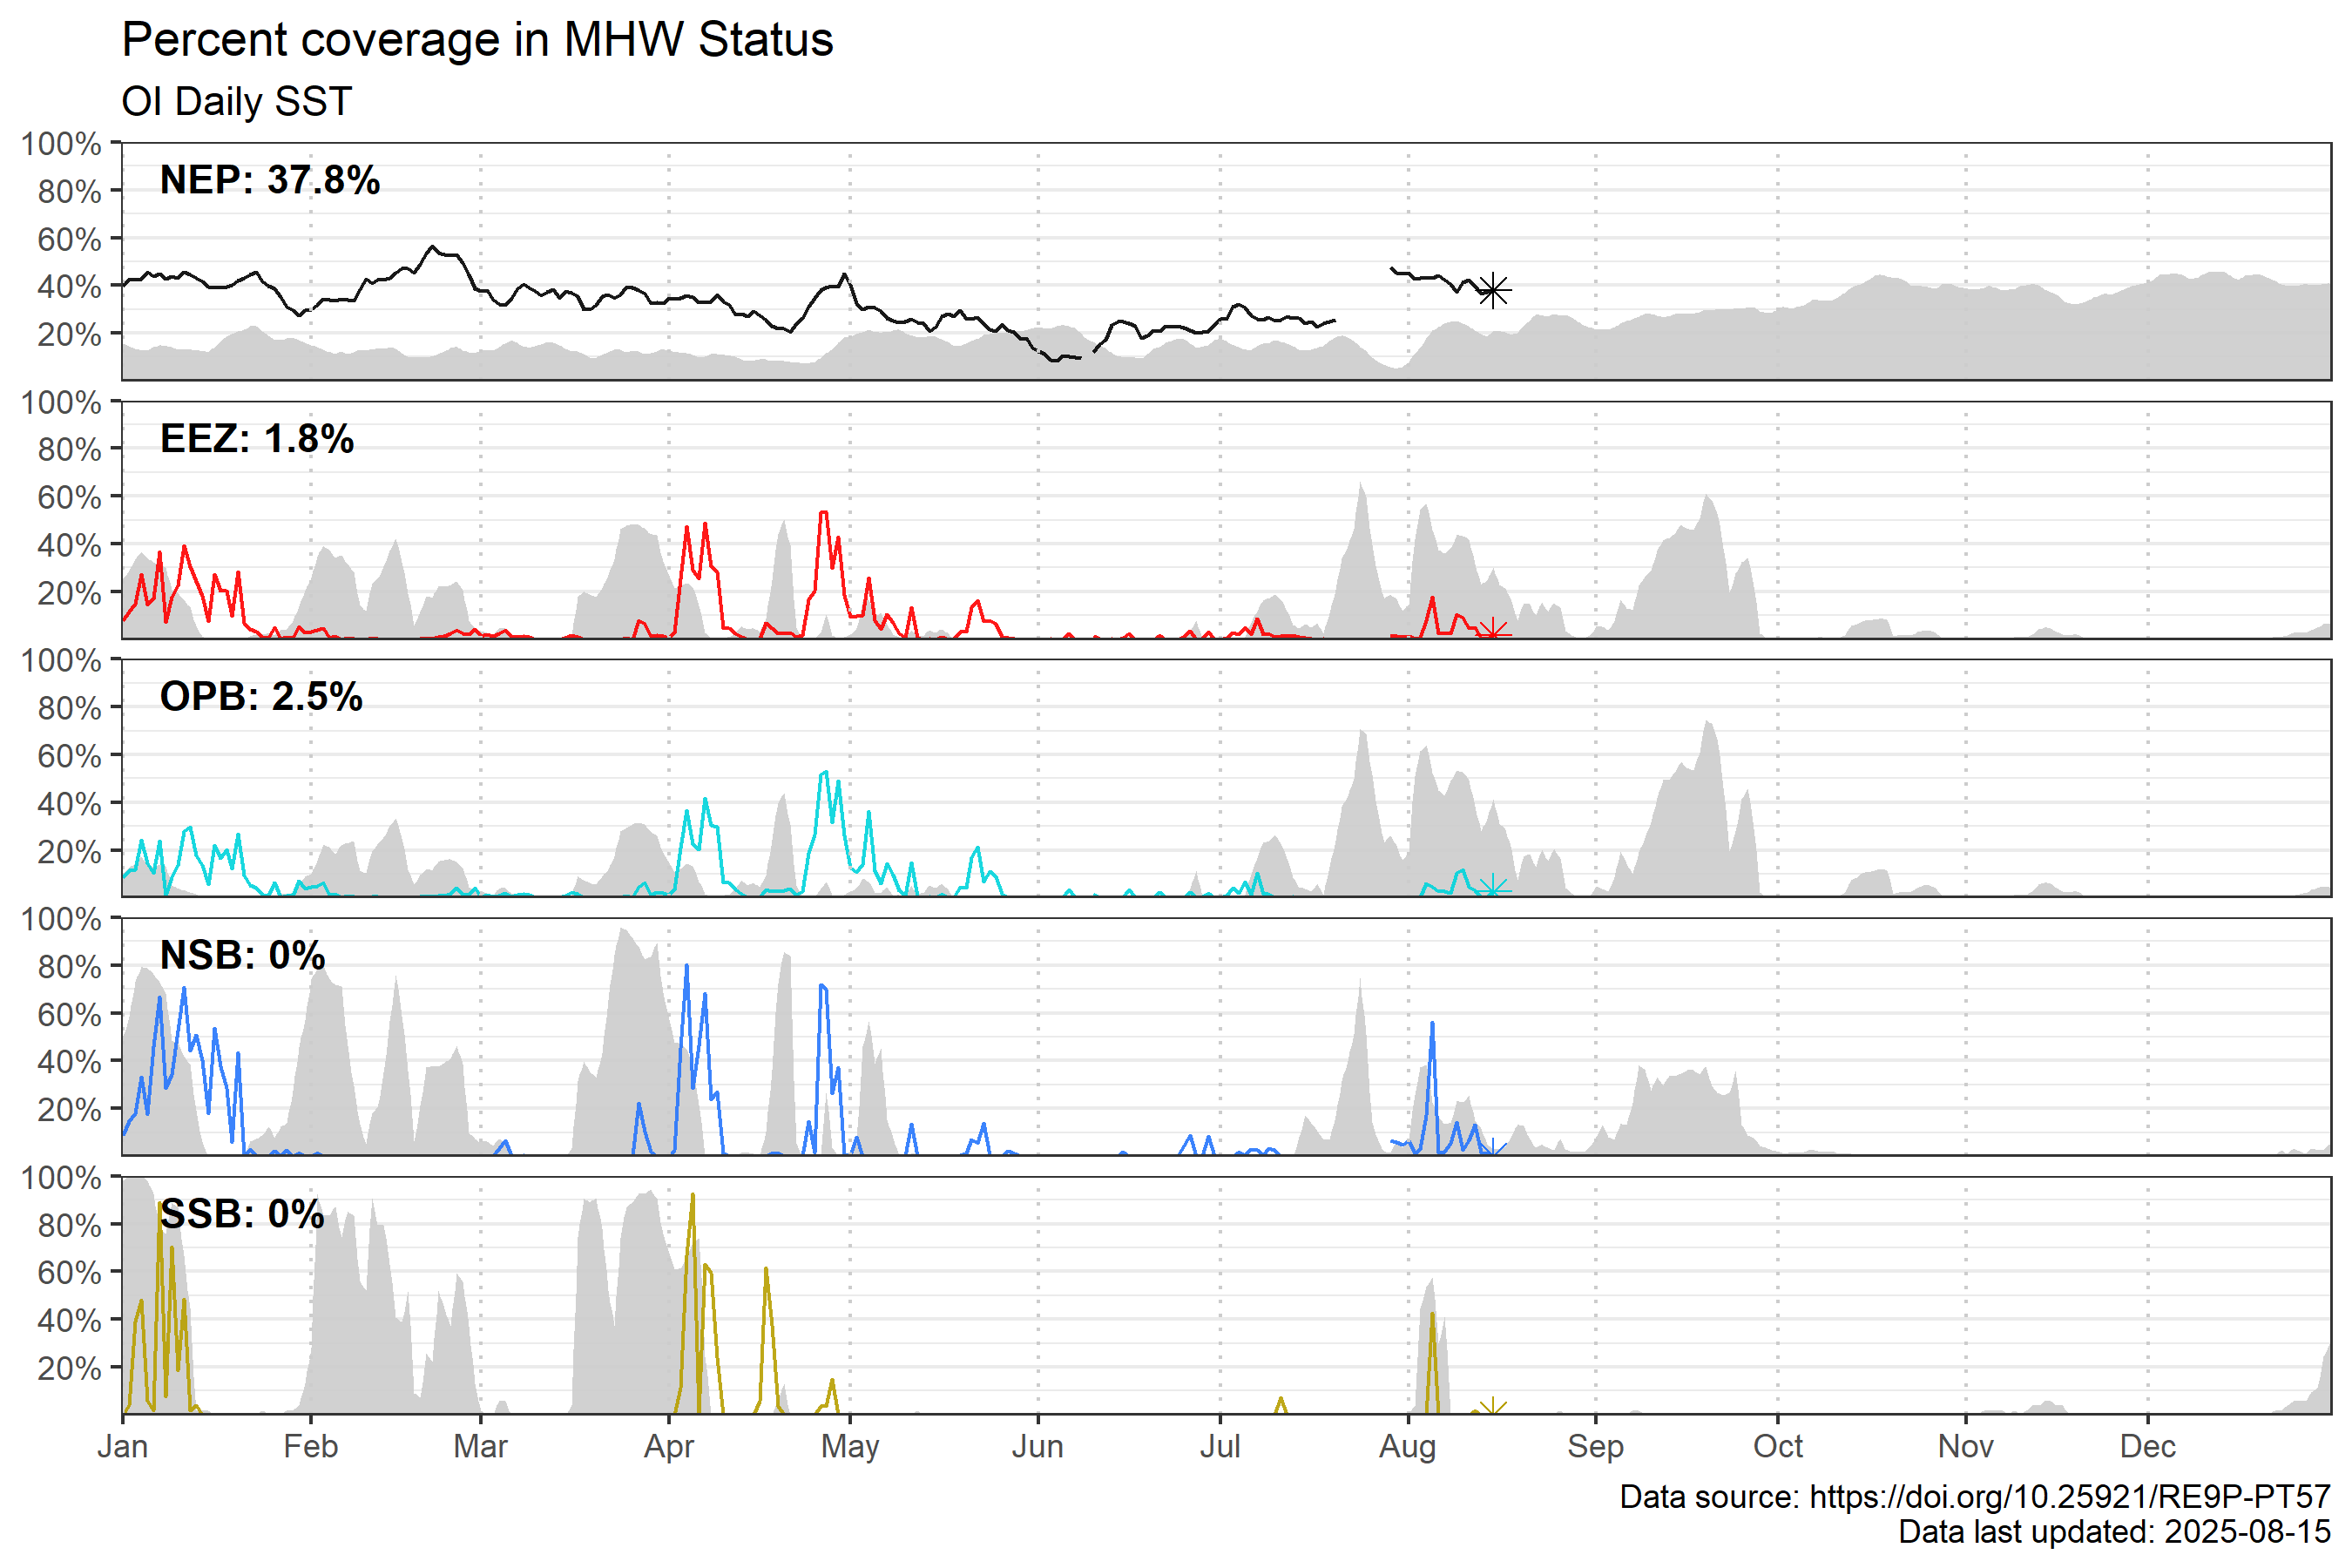 Percent coverage in MHW Status
OI Daily SST
100%
80%
60%
40%
20%
NEP: 37.8%
100%
80%
60%
40%
20%
EEZ: 1.8%
100%
80%
60%
40%
20%
OPB: 2.5%
100%
80%
60%
40%
20%
NSB: 0%
100%
80%
60%
40%
20%
SSB: 0%
Jan Feb Mar Apr May Jun Jul Aug Sep Oct Nov Dec
Data source: https://doi.org/10.25921/RE9P-PT57
Data last updated: 2025-08-15